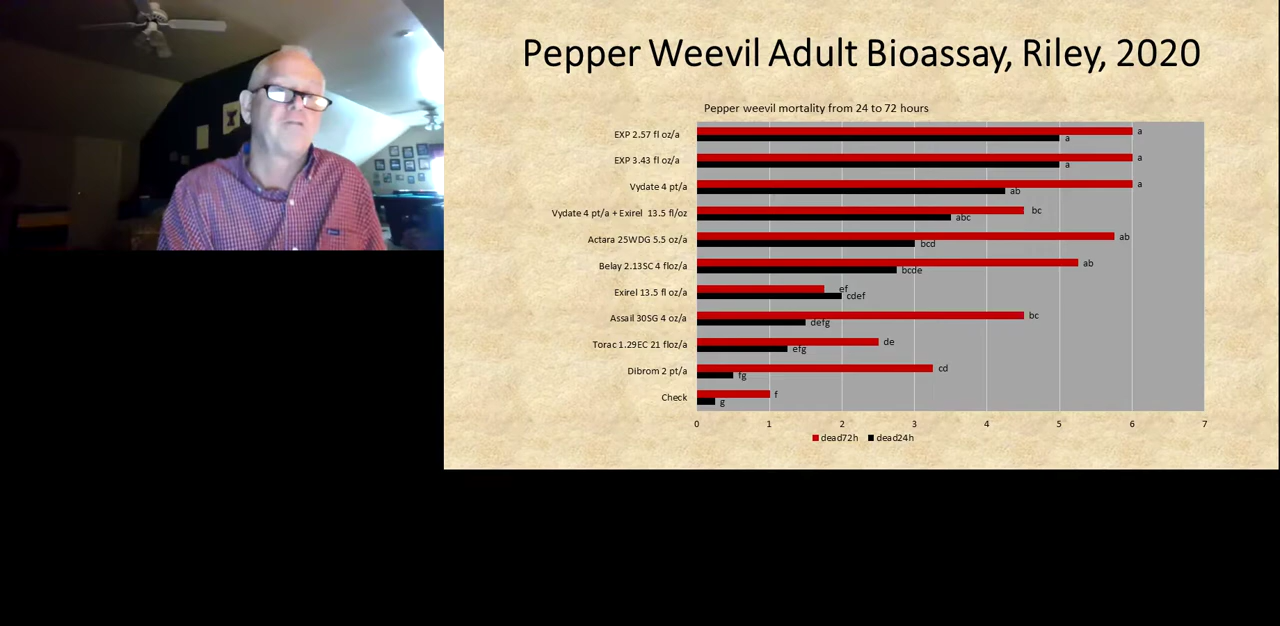 Pepper Weevil Adult Bioassay, Riley, 2020
Pepper weevil mortality from 24 to 72 hours
EXP 2.57 fl oz/a
a
a
EXP 3.43 fl oz/a
a
a
Vydate 4 pt/a
a
ab
Vydate 4 pt/a + Exirel 13.5 fl/oz
bc
abc
Actara 25WDG 5.5 oz/a
ab
bcd
Belay 2.13SC 4 floz/a
ab
bcde
Exirel 13.5 fl oz/a
ef
cdef
Assail 30SG 4 oz/a
bc
defg
Torac 1.29EC 21 floz/a
de
efg
Dibrom 2 pt/a
cd
fg
Check
f
g
0 1 2 3 4 5 6 7
dead72h dead24h